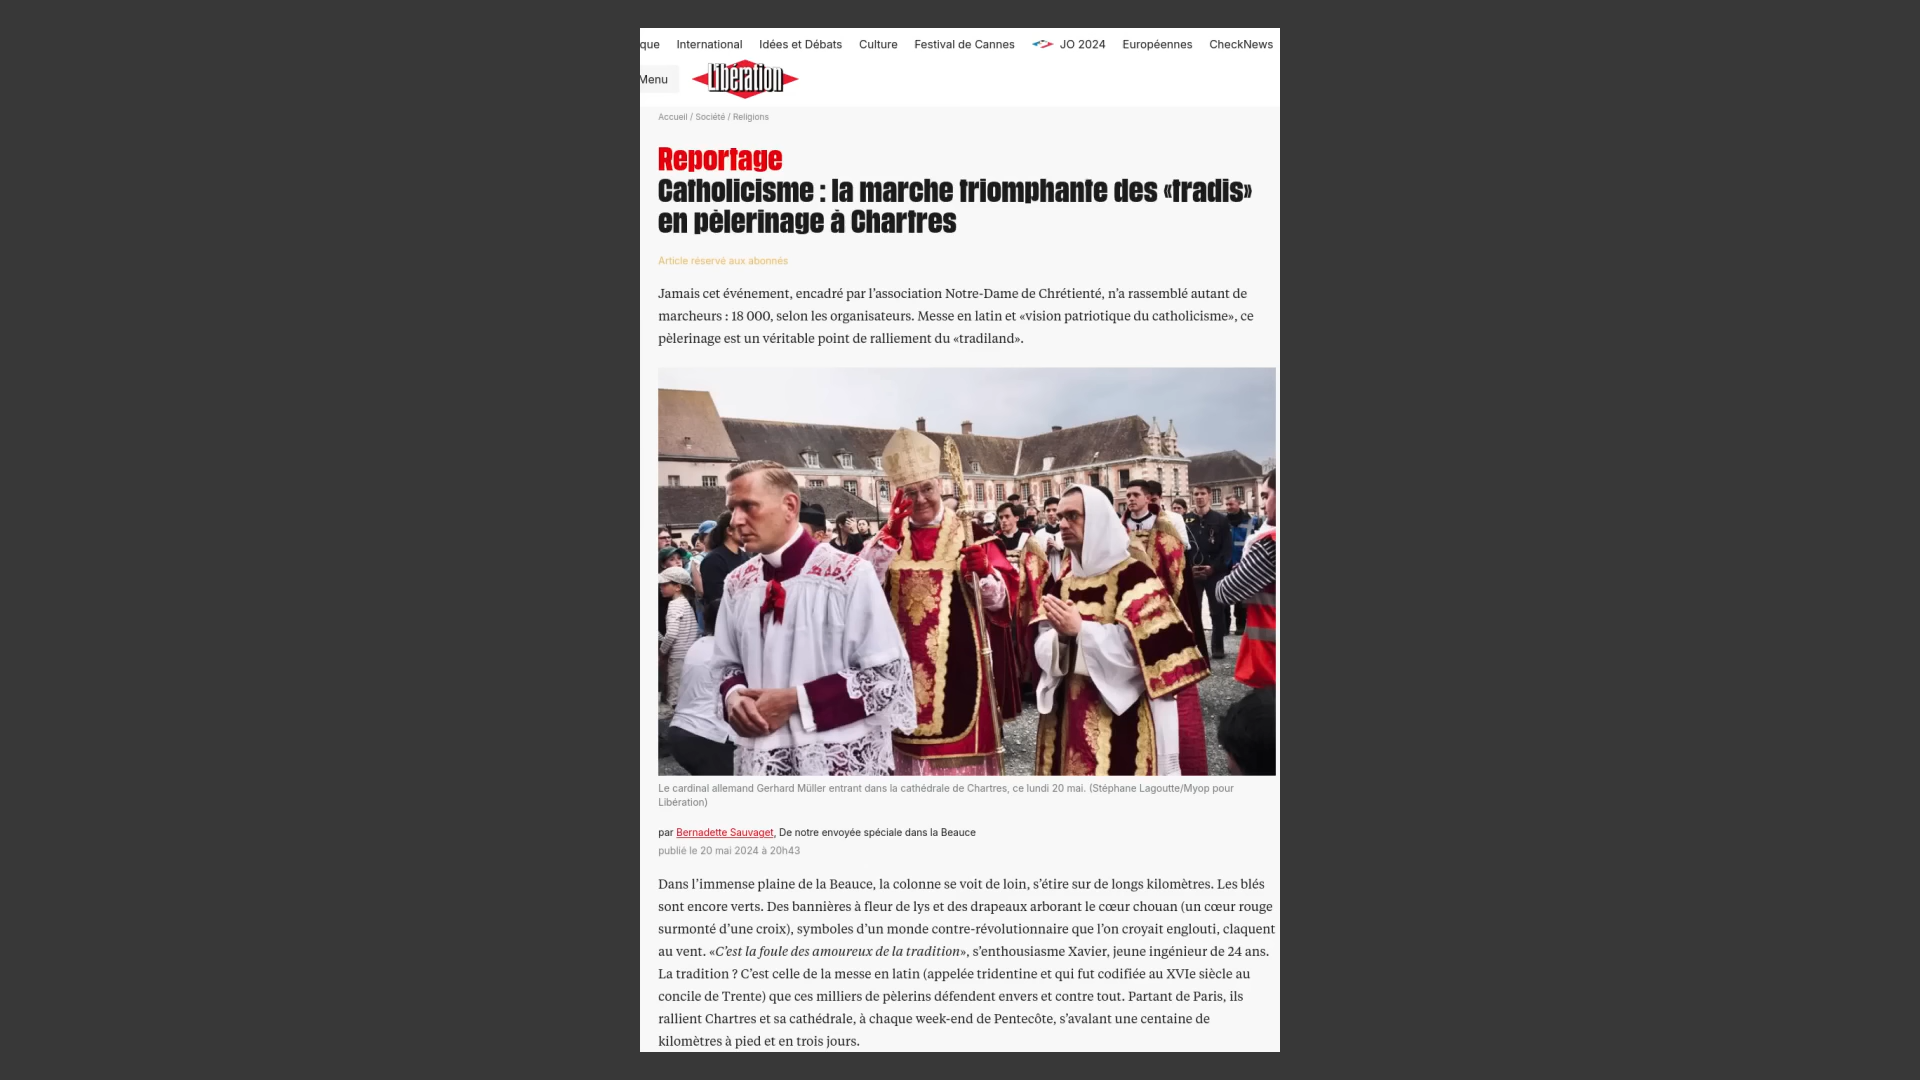 que International Idées et Débats Culture Festival de Cannes JO 2024 Européennes CheckNews
Menu
Libération
Accueil / Société / Religions
Reportage
Catholicisme : la marche triomphante des «tradis»
en pèlerinage à Chartres
Article réservé aux abonnés
Jamais cet événement, encadré par l’association Notre-Dame de Chrétienté, n’a rassemblé autant de
marcheurs : 18 000, selon les organisateurs. Messe en latin et «vision patriotique du catholicisme», ce
pèlerinage est un véritable point de ralliement du «tradiland».
Le cardinal allemand Gerhard Müller entrant dans la cathédrale de Chartres, ce lundi 20 mai. (Stéphane Lagoutte/Myop pour
Libération)
par Bernadette Sauvaget, De notre envoyée spéciale dans la Beauce
publié le 20 mai 2024 à 20h43
Dans l’immense plaine de la Beauce, la colonne se voit de loin, s’étire sur de longs kilomètres. Les blés
sont encore verts. Des bannières à fleur de lys et des drapeaux arborant le cœur chouan (un cœur rouge
surmonté d’une croix), symboles d’un monde contre-révolutionnaire que l’on croyait englouti, claquent
au vent. «C’est la foule des amoureux de la tradition», s’enthousiasme Xavier, jeune ingénieur de 24 ans.
La tradition ? C’est celle de la messe en latin (appelée tridentine et qui fut codifiée au XVIe siècle au
concile de Trente) que ces milliers de pèlerins défendent envers et contre tout. Partant de Paris, ils
rallient Chartres et sa cathédrale, à chaque week-end de Pentecôte, s’avalant une centaine de
kilomètres à pied et en trois jours.